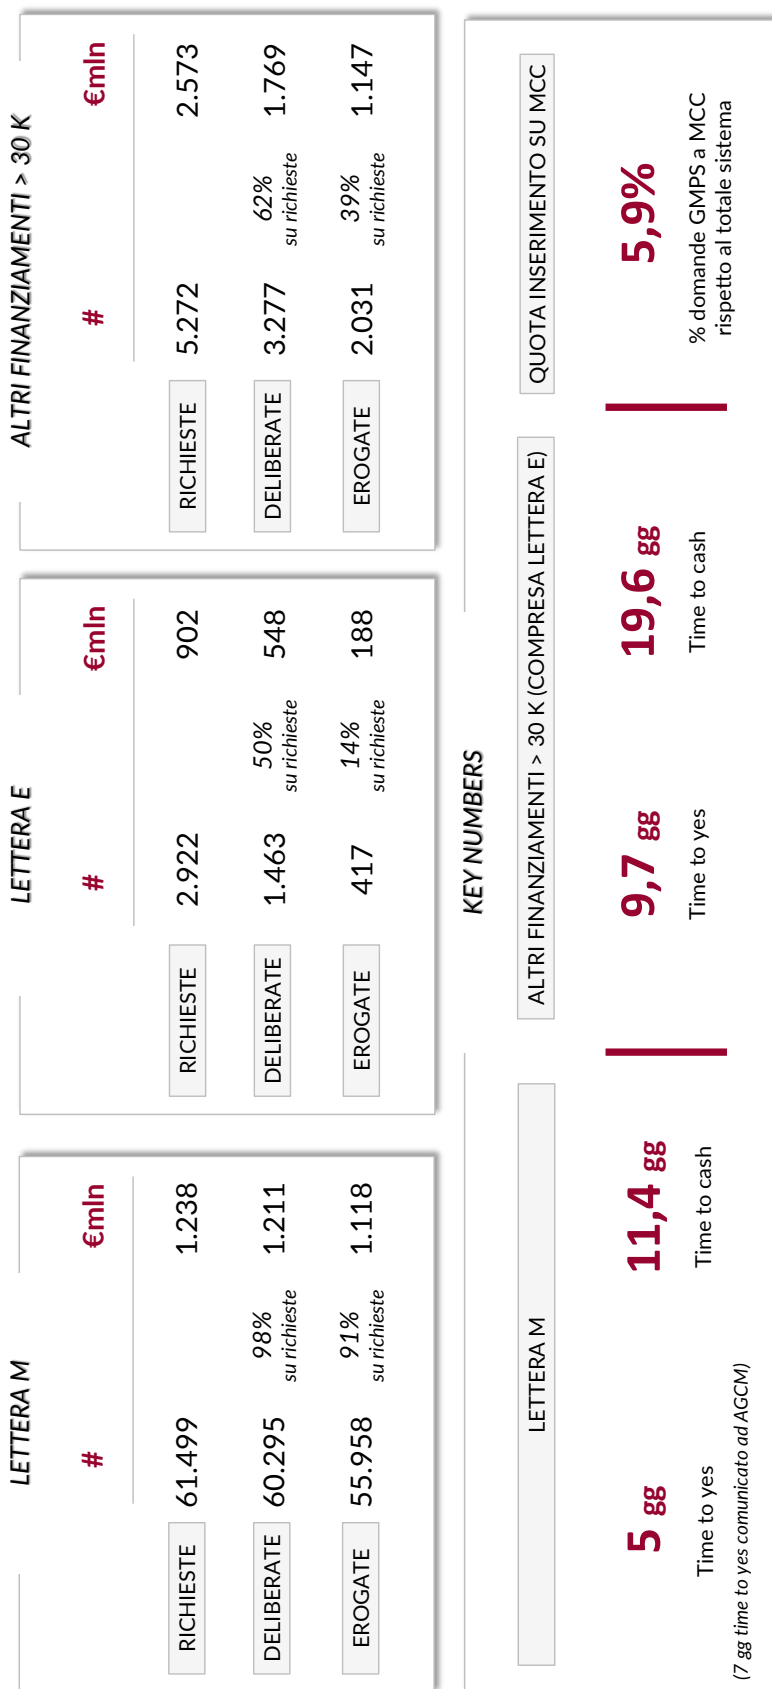 LETTERA M
# €mln
RICHIESTE 61.499 1.238
DELIBERATE 60.295 98% su richieste 1.211
EROGATE 55.958 91% su richieste 1.118
LETTERA E
# €mln
RICHIESTE 2.922 902
DELIBERATE 1.463 50% su richieste 548
EROGATE 417 14% su richieste 188
ALTRI FINANZIAMENTI > 30 K
# €mln
RICHIESTE 5.272 2.573
DELIBERATE 3.277 62% su richieste 1.769
EROGATE 2.031 39% su richieste 1.147
KEY NUMBERS
LETTERA M
5 gg
Time to yes
(7 gg time to yes comunicato ad AGCM)
11,4 gg
Time to cash
ALTRI FINANZIAMENTI > 30 K (COMPRESA LETTERA E)
9,7 gg
Time to yes
19,6 gg
Time to cash
QUOTA INSERIMENTO SU MCC
5,9%
% domande GMPS a MCC
rispetto al totale sistema